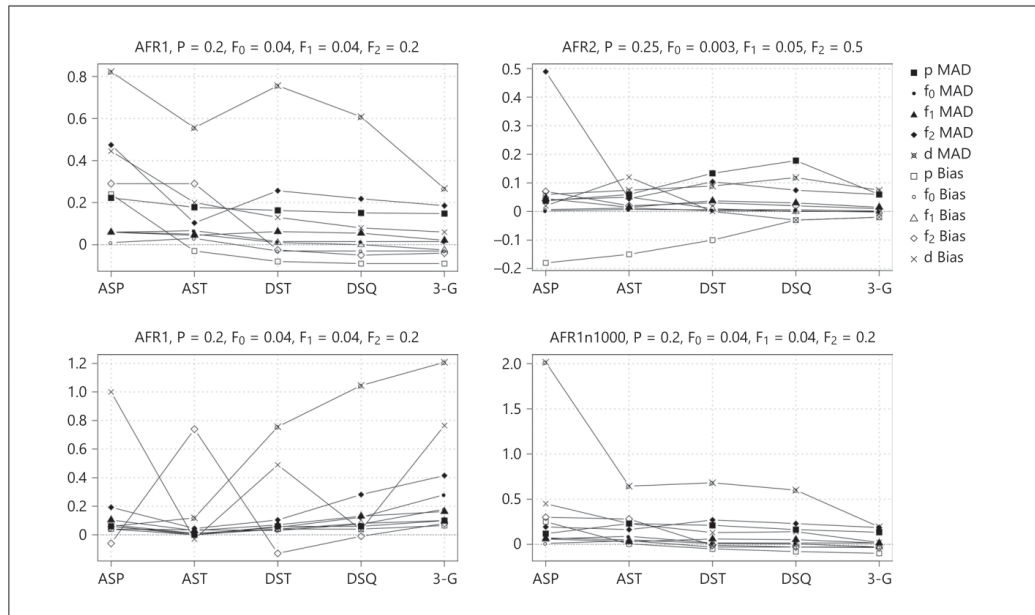 AFR1, P = 0.2, F₀ = 0.04, F₁ = 0.04, F₂ = 0.2
0.8
0.6
0.4
0.2
0
ASP AST DST DSQ 3-G
AFR2, P = 0.25, F₀ = 0.003, F₁ = 0.05, F₂ = 0.5
0.5
0.4
0.3
0.2
0.1
0
–0.1
–0.2
ASP AST DST DSQ 3-G
p MAD
f₀ MAD
f₁ MAD
f₂ MAD
d MAD
p Bias
f₀ Bias
f₁ Bias
f₂ Bias
d Bias
AFR1, P = 0.2, F₀ = 0.04, F₁ = 0.04, F₂ = 0.2
1.2
1.0
0.8
0.6
0.4
0.2
0
ASP AST DST DSQ 3-G
AFR1n1000, P = 0.2, F₀ = 0.04, F₁ = 0.04, F₂ = 0.2
2.0
1.5
1.0
0.5
0
ASP AST DST DSQ 3-G